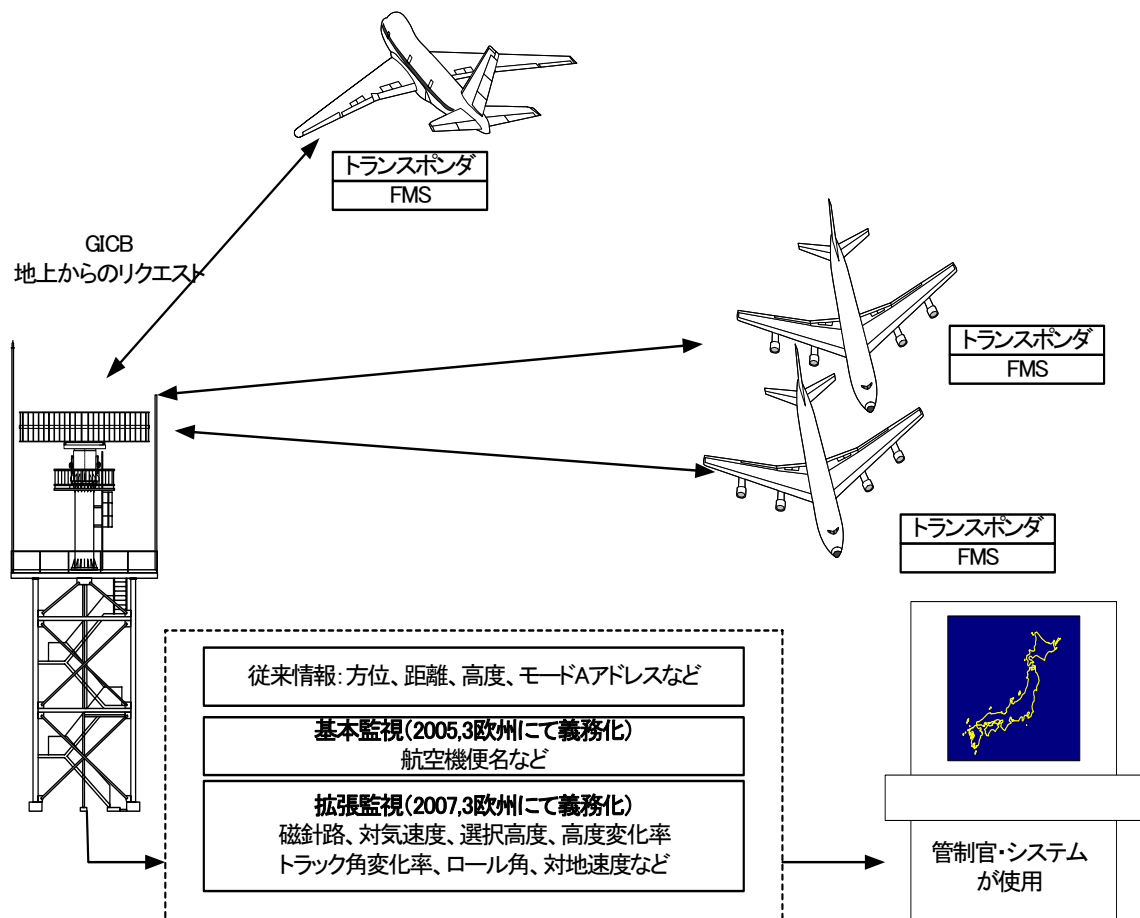 トランスポンダ
FMS
GICB
地上からのリクエスト
トランスポンダ
FMS
トランスポンダ
FMS
従来情報：方位、距離、高度、モードAアドレスなど
基本監視（2005,3欧州にて義務化）
航空機便名など
拡張監視（2007,3欧州にて義務化）
磁針路、対気速度、選択高度、高度変化率
トラック角変化率、ロール角、対地速度など
管制官・システム
が使用